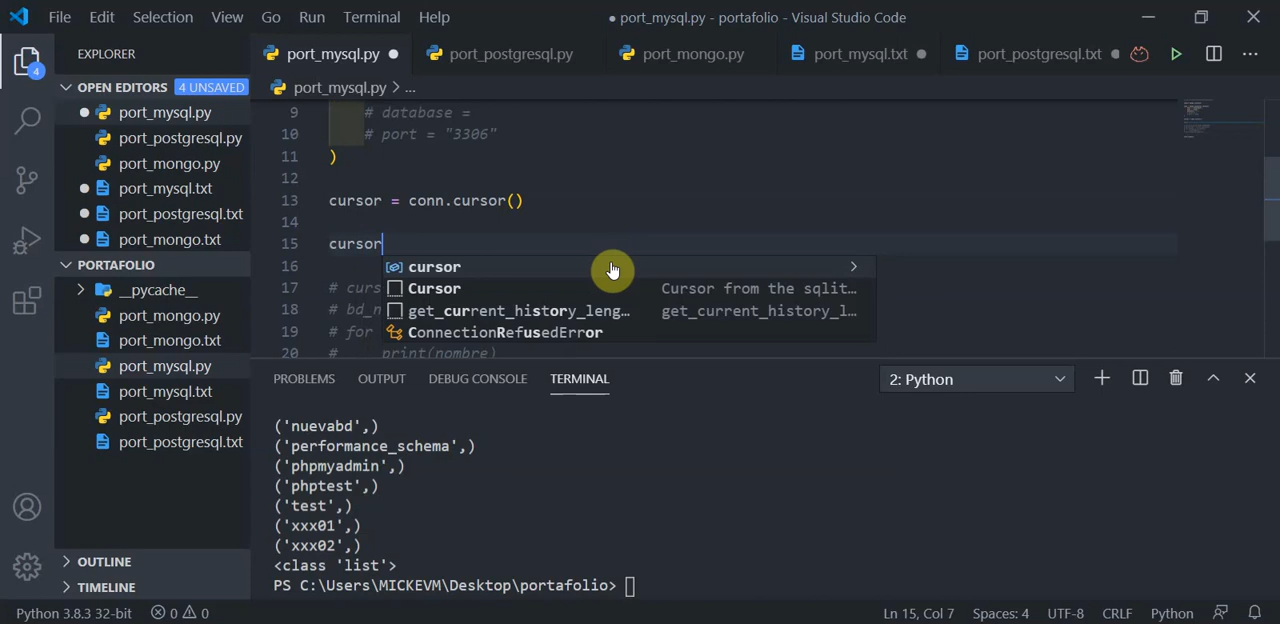 File Edit Selection View Go Run Terminal Help
● port_mysql.py - portafolio - Visual Studio Code
EXPLORER
OPEN EDITORS 4 UNSAVED
port_mysql.py
port_postgresql.py
port_mongo.py
port_mysql.txt
port_postgresql.txt
port_mongo.txt
PORTAFOLIO
__pycache__
port_mongo.py
port_mongo.txt
port_mysql.py
port_mysql.txt
port_postgresql.py
port_postgresql.txt
OUTLINE
TIMELINE
4
port_mysql.py port_postgresql.py port_mongo.py port_mysql.txt port_postgresql.txt
port_mysql.py > ...
9 # database =
10 # port = "3306"
11 )
12
13 cursor = conn.cursor()
14
15 cursor
16
17 # curs
18 # bd_n
19 # for
20 # print(nombre)
cursor
Cursor Cursor from the sqlit…
get_current_history_leng… get_current_history_l…
ConnectionRefusedError
PROBLEMS OUTPUT DEBUG CONSOLE TERMINAL 2: Python
('nuevabd',)
('performance_schema',)
('phpmyadmin',)
('phptest',)
('test',)
('xxx01',)
('xxx02',)
<class 'list'>
PS C:\Users\MICKEVM\Desktop\portafolio>
Python 3.8.3 32-bit 0 0 Ln 15, Col 7 Spaces: 4 UTF-8 CRLF Python